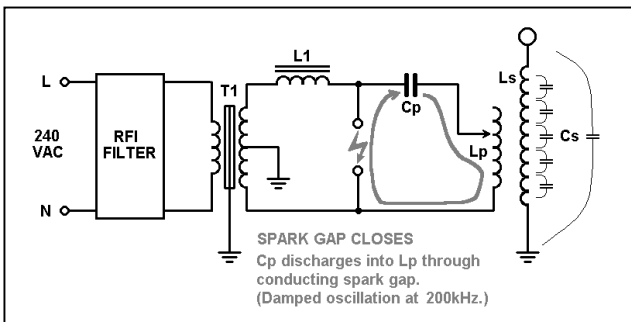 L
240
VAC
N
RFI
FILTER
T1
L1
Cp
Lp
Ls
Cs
SPARK GAP CLOSES
Cp discharges into Lp through
conducting spark gap.
(Damped oscillation at 200kHz.)